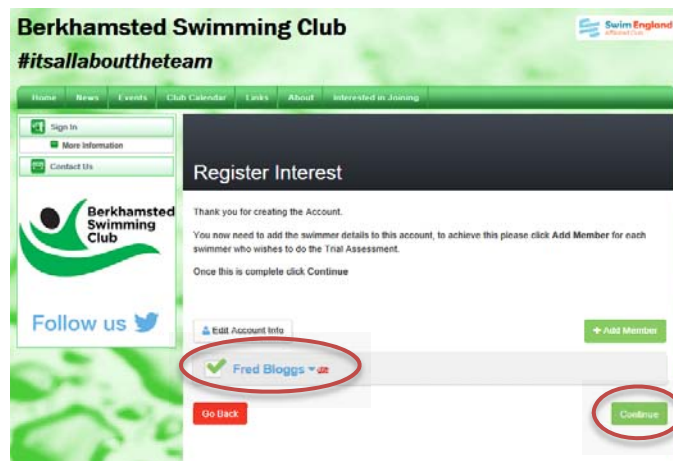 Berkhamsted Swimming Club
Swim England
Affiliated Club
#itsallabouttheteam
Home News Events Club Calendar Links About Interested in Joining
Sign In
More Information
Contact Us
Berkhamsted
Swimming
Club
Follow us
Register Interest
Thank you for creating the Account.
You now need to add the swimmer details to this account, to achieve this please click Add Member for each
swimmer who wishes to do the Trial Assessment.
Once this is complete click Continue
Edit Account Info
+ Add Member
Fred Bloggs
Go Back
Continue